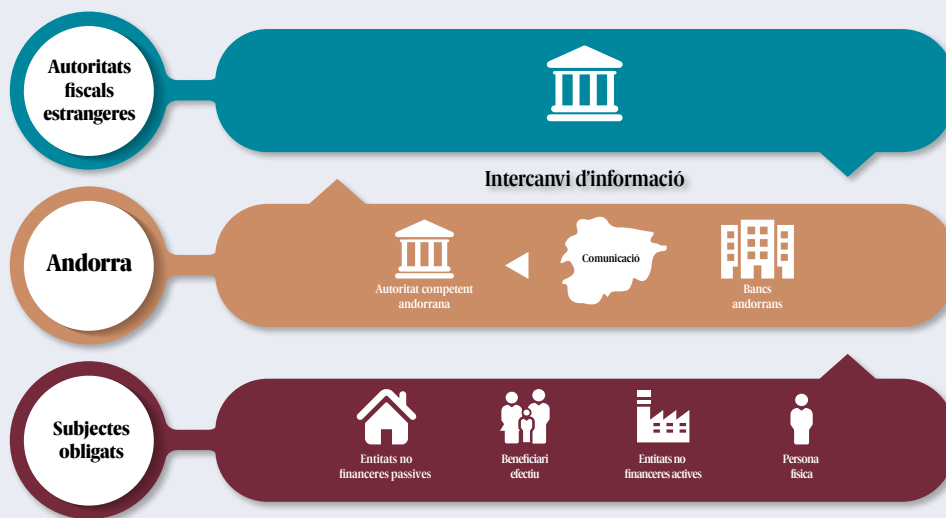 Autoritats
fiscals
estrangeres
Intercanvi d'informació
Andorra
Autoritat competent
andorrana
Comunicació
Bancs
andorrans
Subjectes
obligats
Entitats no
financeres passives
Beneficiari
efectiu
Entitats no
financeres actives
Persona
física